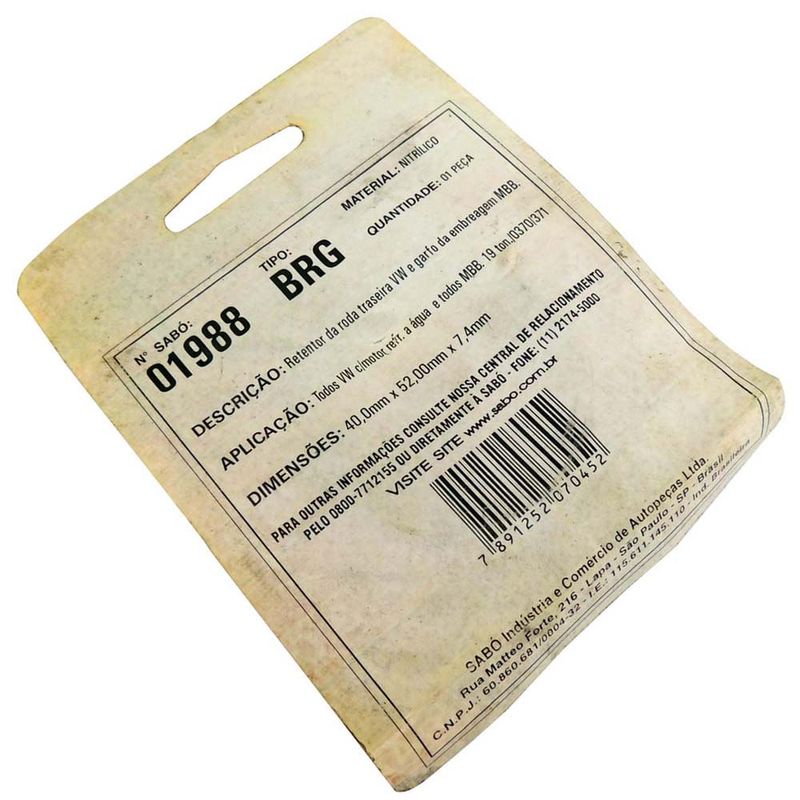 Nº SABÓ: TIPO: MATERIAL: NITRÍLICO
01988 BRG QUANTIDADE: 01 PEÇA
DESCRIÇÃO: Retentor da roda traseira VW e garfo da embreagem MBB.
APLICAÇÃO: Todos VW c/motor refr. a água e todos MBB. 19 ton./0370/371
DIMENSÕES: 40,0mm x 52,00mm x 7,4mm
PARA OUTRAS INFORMAÇÕES CONSULTE NOSSA CENTRAL DE RELACIONAMENTO
PELO 0800-7712155 OU DIRETAMENTE À SABÓ - FONE: (11) 2174-5000
VISITE SITE www.sabo.com.br
7 891252 070452
SABÓ Indústria e Comércio de Autopeças Ltda.
Rua Matteo Forte, 216 - Lapa - São Paulo - SP - Brasil
C.N.P.J.: 60.860.681/0004-32 - I.E.: 115.611.145.110 - Ind. Brasileira